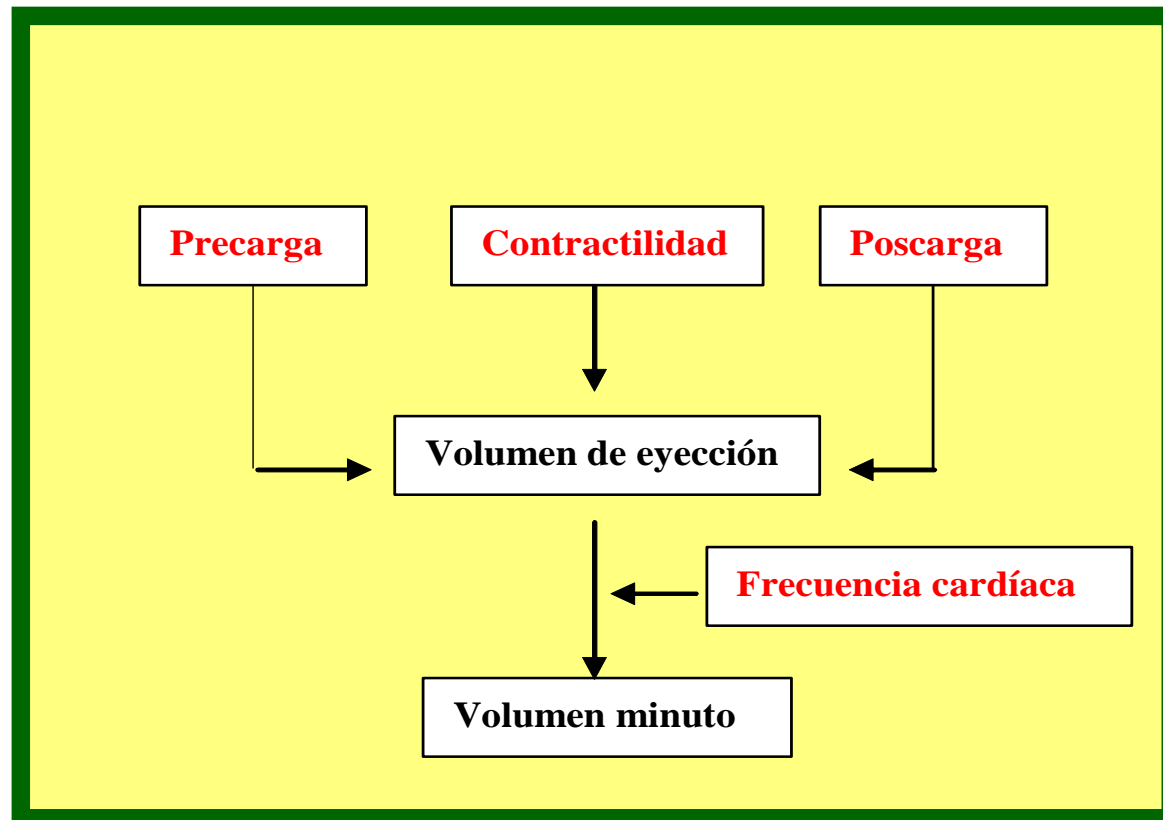 Precarga
Contractilidad
Poscarga
Volumen de eyección
Frecuencia cardíaca
Volumen minuto